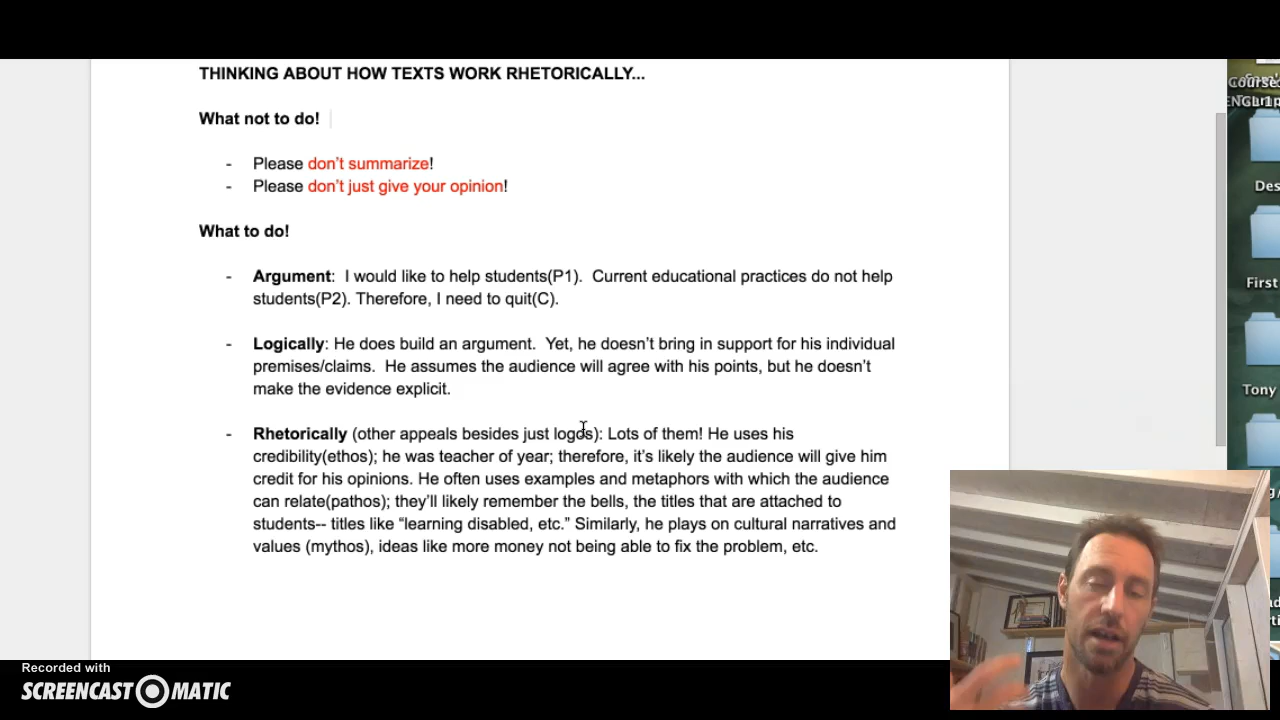 THINKING ABOUT HOW TEXTS WORK RHETORICALLY...
What not to do!
- Please don't summarize!
- Please don't just give your opinion!
What to do!
- Argument:  I would like to help students(P1).  Current educational practices do not help
students(P2). Therefore, I need to quit(C).
- Logically: He does build an argument.  Yet, he doesn't bring in support for his individual
premises/claims.  He assumes the audience will agree with his points, but he doesn't
make the evidence explicit.
- Rhetorically (other appeals besides just logos): Lots of them! He uses his
credibility(ethos); he was teacher of year; therefore, it's likely the audience will give him
credit for his opinions. He often uses examples and metaphors with which the audience
can relate(pathos); they'll likely remember the bells, the titles that are attached to
students-- titles like “learning disabled, etc.” Similarly, he plays on cultural narratives and
values (mythos), ideas like more money not being able to fix the problem, etc.
Course
Des
First
Tony
Recorded with
SCREENCAST MATIC